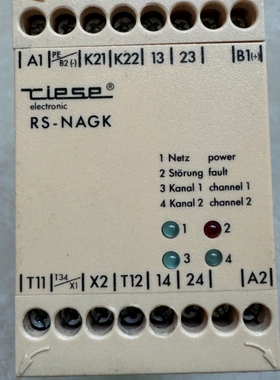 A1 PE/B2(-) K21 K22 13 23 B1(+)
riese®
electronic
RS-NAGK
1 Netz power
2 Störung fault
3 Kanal 1 channel 1
4 Kanal 2 channel 2
1 2
3 4
T11 T34/X1 X2 T12 14 24 A2